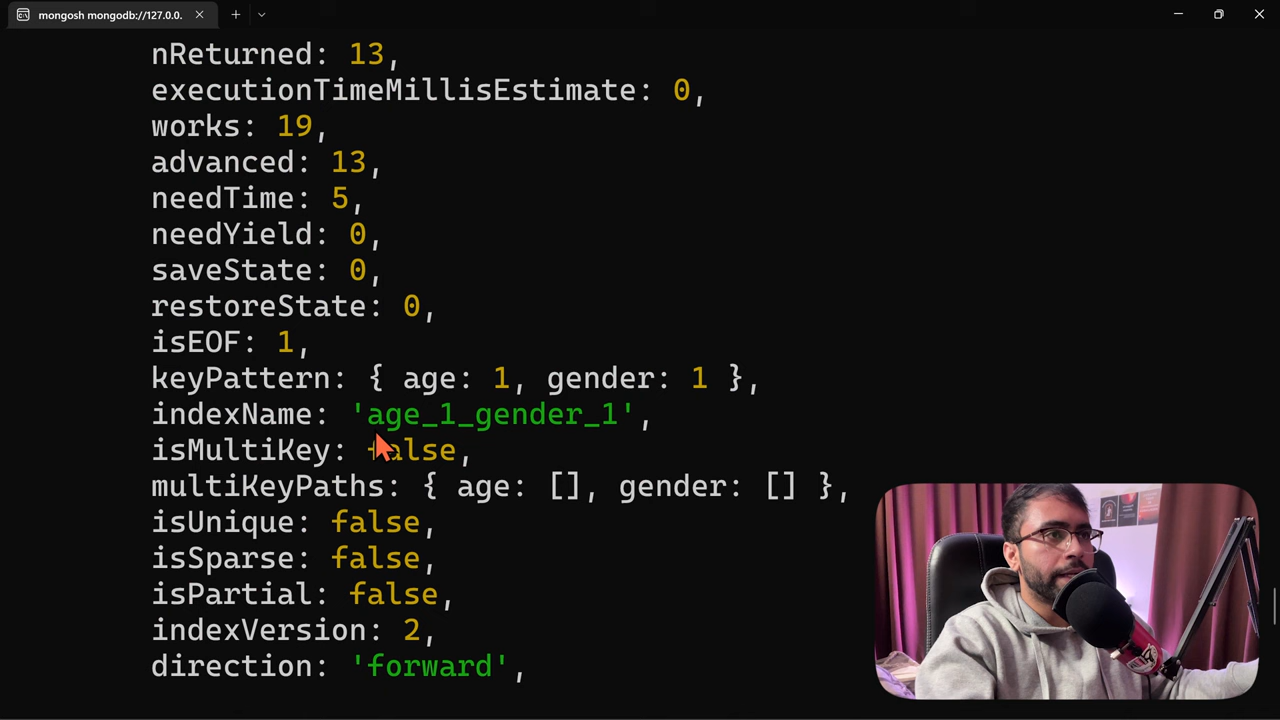 mongosh mongodb://127.0.0.
nReturned: 13,
executionTimeMillisEstimate: 0,
works: 19,
advanced: 13,
needTime: 5,
needYield: 0,
saveState: 0,
restoreState: 0,
isEOF: 1,
keyPattern: { age: 1, gender: 1 },
indexName: 'age_1_gender_1',
isMultiKey: false,
multiKeyPaths: { age: [], gender: [] },
isUnique: false,
isSparse: false,
isPartial: false,
indexVersion: 2,
direction: 'forward',